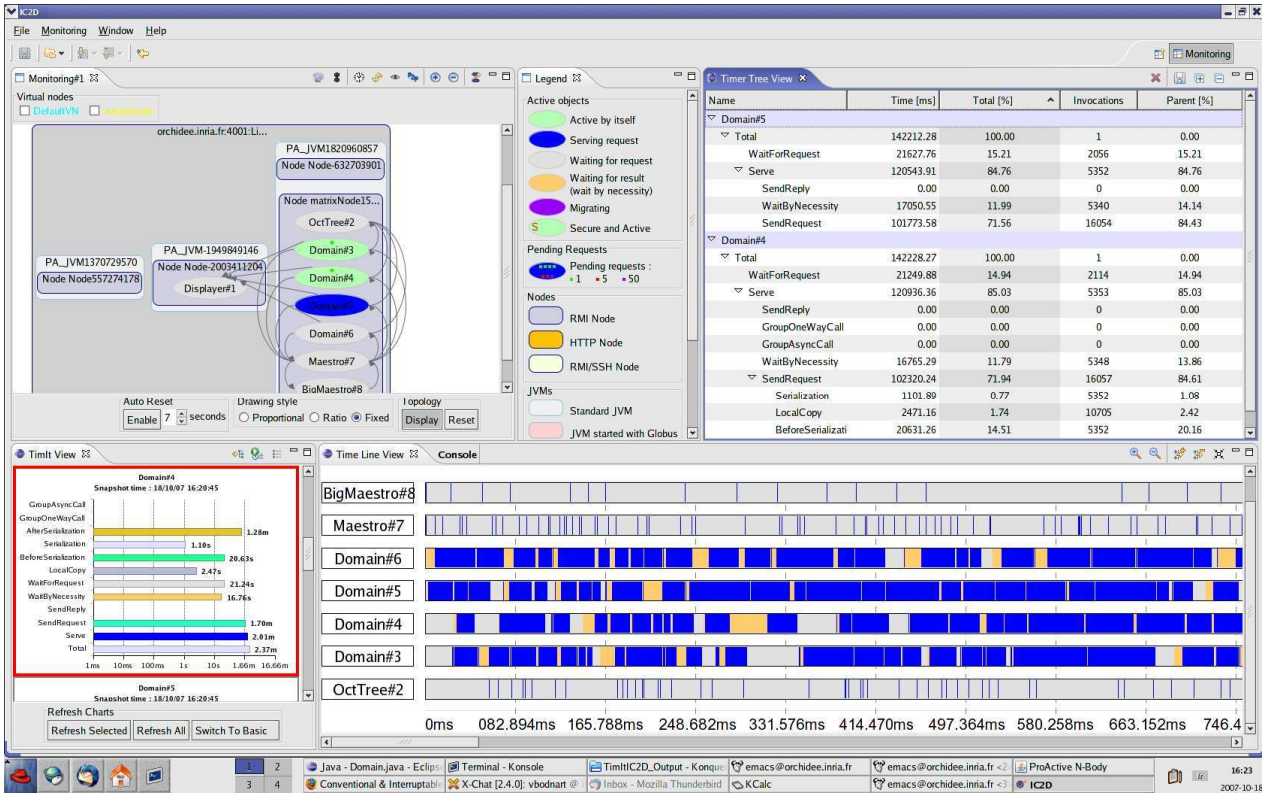 IC2D
File Monitoring Window Help
Monitoring
Monitoring#1
Virtual nodes
DefaultVN
orchidee.inria.fr:4001:Li...
PA_JVM1820960857
Node Node-632703901
Node matrixNode15...
OctTree#2
Domain#3
Domain#4
Domain#5
Domain#6
Maestro#7
BigMaestro#8
PA_JVM-1949849146
Node Node-2003411204
Displayer#1
PA_JVM1370729570
Node Node557274178
Auto Reset
Enable 7 seconds
Drawing style
Proportional Ratio Fixed
Topology
Display Reset
Legend
Active objects
Active by itself
Serving request
Waiting for request
Waiting for result
(wait by necessity)
Migrating
S Secure and Active
Pending Requests
Pending requests :
1 5 50
Nodes
RMI Node
HTTP Node
RMI/SSH Node
JVMs
Standard JVM
JVM started with Globus
Timer Tree View
Name Time [ms] Total [%] Invocations Parent [%]
Domain#5
Total 142212.28 100.00 1 0.00
WaitForRequest 21627.76 15.21 2056 15.21
Serve 120543.91 84.76 5352 84.76
SendReply 0.00 0.00 0 0.00
WaitByNecessity 17050.55 11.99 5340 14.14
SendRequest 101773.58 71.56 16054 84.43
Domain#4
Total 142228.27 100.00 1 0.00
WaitForRequest 21249.88 14.94 2114 14.94
Serve 120936.36 85.03 5353 85.03
SendReply 0.00 0.00 0 0.00
GroupOneWayCall 0.00 0.00 0 0.00
GroupAsyncCall 0.00 0.00 0 0.00
WaitByNecessity 16765.29 11.79 5348 13.86
SendRequest 102320.24 71.94 16057 84.61
Serialization 1101.89 0.77 5352 1.08
LocalCopy 2471.16 1.74 10705 2.42
BeforeSerializati 20631.26 14.51 5352 20.16
TimIt View
Domain#4
Snapshot time : 18/10/07 16:20:45
GroupAsyncCall
GroupOneWayCall
AfterSerialization 1.28m
Serialization 1.10s
BeforeSerialization 20.63s
LocalCopy 2.47s
WaitForRequest 21.24s
WaitByNecessity 16.76s
SendReply
SendRequest 1.70m
Serve 2.01m
Total 2.37m
1ms 10ms 100ms 1s 10s 1.66m 16.66m
Domain#5
Snapshot time : 18/10/07 16:20:45
Refresh Charts
Refresh Selected Refresh All Switch To Basic
Time Line View Console
BigMaestro#8
Maestro#7
Domain#6
Domain#5
Domain#4
Domain#3
OctTree#2
0ms 082.894ms 165.788ms 248.682ms 331.576ms 414.470ms 497.364ms 580.258ms 663.152ms 746.4
1 2
3 4
Java - Domain.java - Eclips
Terminal - Konsole
TimItIC2D_Output - Konque
emacs@orchidee.inria.fr
emacs@orchidee.inria.fr <2
ProActive N-Body
Conventional & Interruptabl
X-Chat [2.4.0]: vbodnart @
Inbox - Mozilla Thunderbird
KCalc
emacs@orchidee.inria.fr <3
IC2D
16:23
2007-10-18